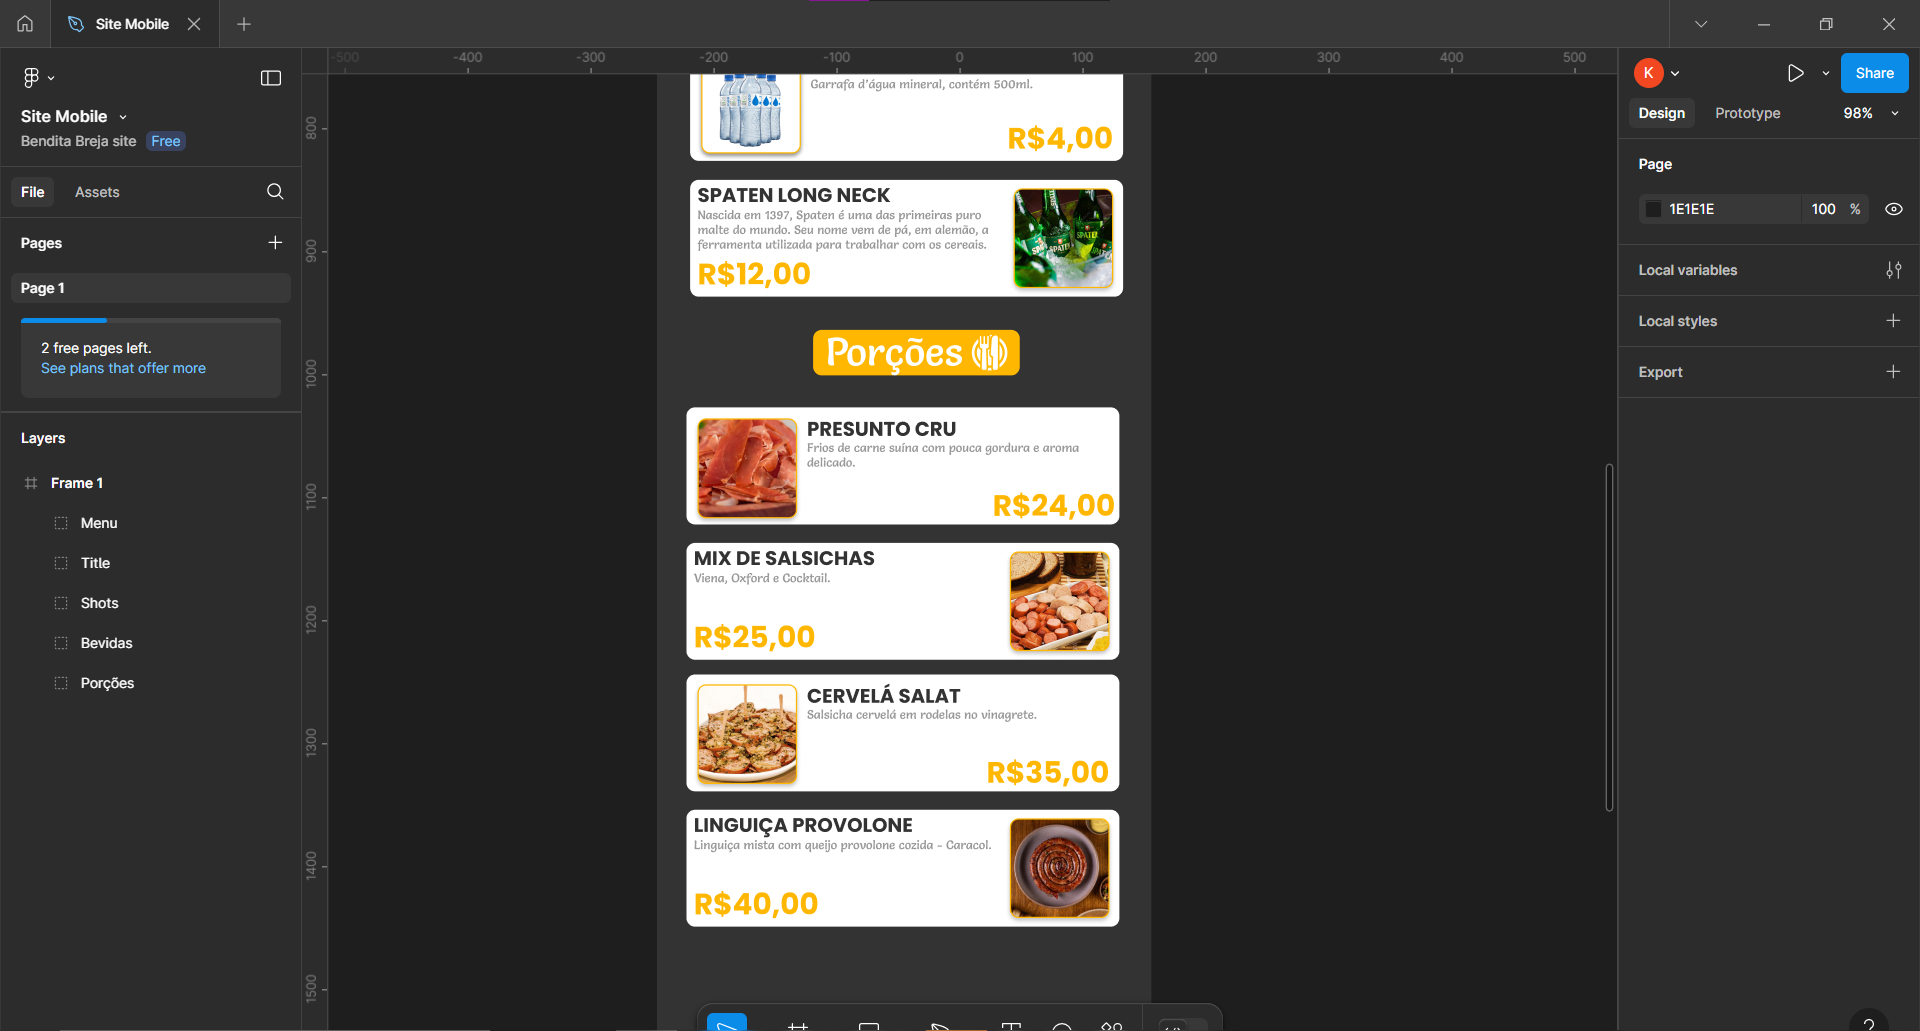 Site Mobile
Site Mobile
Bendita Breja site Free
File Assets
Pages
Page 1
2 free pages left.
See plans that offer more
Layers
Frame 1
Menu
Title
Shots
Bevidas
Porções
-500 -400 -300 -200 -100 0 100 200 300 400 500
800
900
1000
1100
1200
1300
1400
1500
Garrafa d'água mineral, contém 500ml.
R$4,00
SPATEN LONG NECK
Nascida em 1397, Spaten é uma das primeiras puro
malte do mundo. Seu nome vem de pá, em alemão, a
ferramenta utilizada para trabalhar com os cereais.
R$12,00
SPATEN
Porções
PRESUNTO CRU
Frios de carne suína com pouca gordura e aroma
delicado.
R$24,00
MIX DE SALSICHAS
Viena, Oxford e Cocktail.
R$25,00
CERVELÁ SALAT
Salsicha cervelá em rodelas no vinagrete.
R$35,00
LINGUIÇA PROVOLONE
Linguiça mista com queijo provolone cozida - Caracol.
R$40,00
K
Share
Design Prototype 98%
Page
1E1E1E 100 %
Local variables
Local styles
Export
?